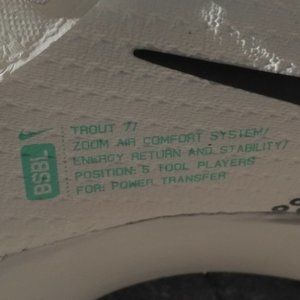 BSBL
TROUT 7/
ZOOM AIR COMFORT SYSTEM/
ENERGY RETURN AND STABILITY/
POSITION: 5 TOOL PLAYERS
FOR: POWER TRANSFER